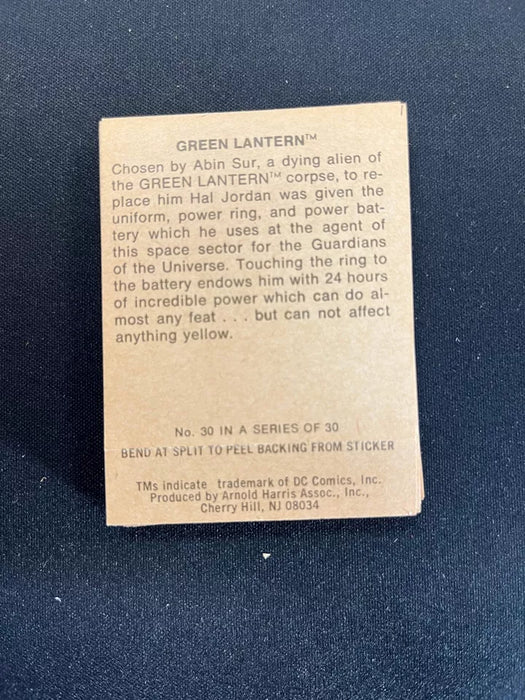 GREEN LANTERN™
Chosen by Abin Sur, a dying alien of
the GREEN LANTERN™ corpse, to re-
place him Hal Jordan was given the
uniform, power ring, and power bat-
tery which he uses at the agent of
this space sector for the Guardians
of the Universe. Touching the ring to
the battery endows him with 24 hours
of incredible power which can do al-
most any feat . . . but can not affect
anything yellow.
No. 30 IN A SERIES OF 30
BEND AT SPLIT TO PEEL BACKING FROM STICKER
TMs indicate trademark of DC Comics, Inc.
Produced by Arnold Harris Assoc., Inc.,
Cherry Hill, NJ 08034